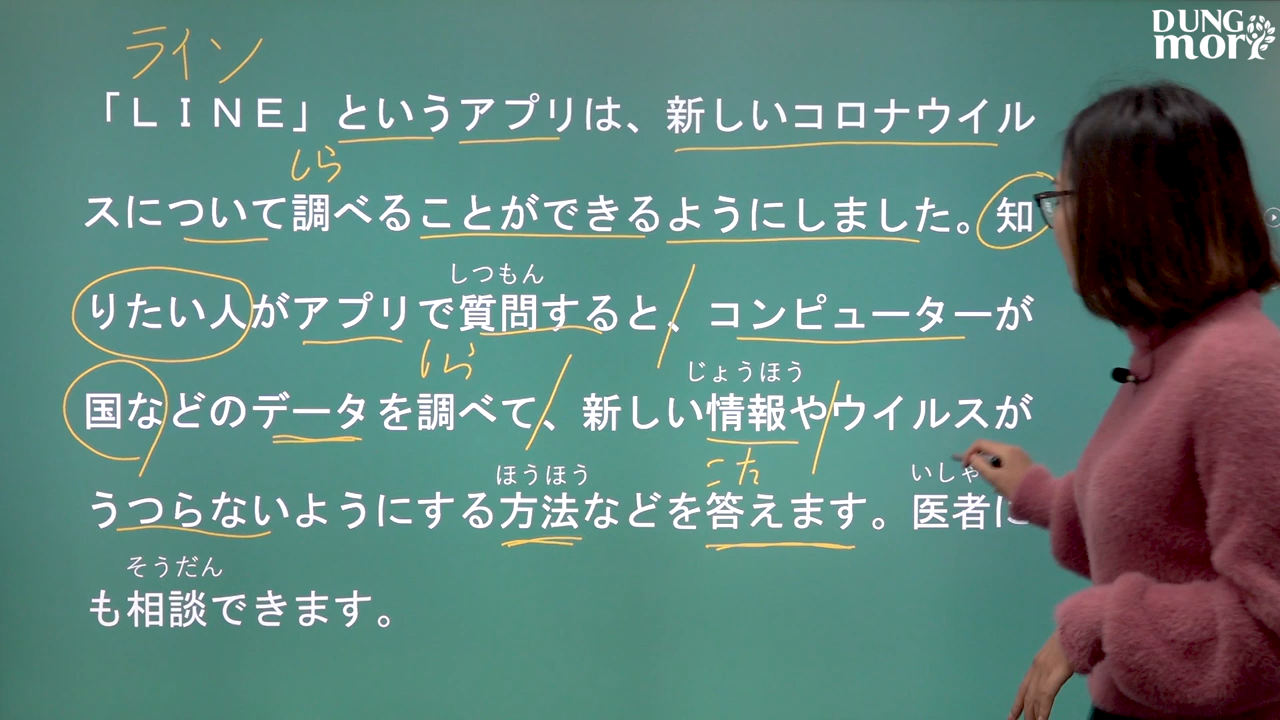 DUNG
mori
ライン
「ＬＩＮＥ」というアプリは、新しいコロナウイル
しら
スについて調べることができるようにしました。知
しつもん
りたい人がアプリで質問すると、コンピューターが
しら
じょうほう
国などのデータを調べて、新しい情報やウイルスが
こた
ほうほう
いしゃ
うつらないようにする方法などを答えます。医者に
そうだん
も相談できます。